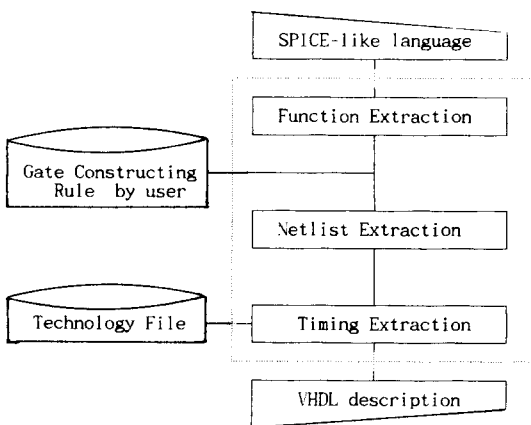 SPICE-like language
Function Extraction
Gate Constructing
Rule by user
Netlist Extraction
Technology File
Timing Extraction
VHDL description